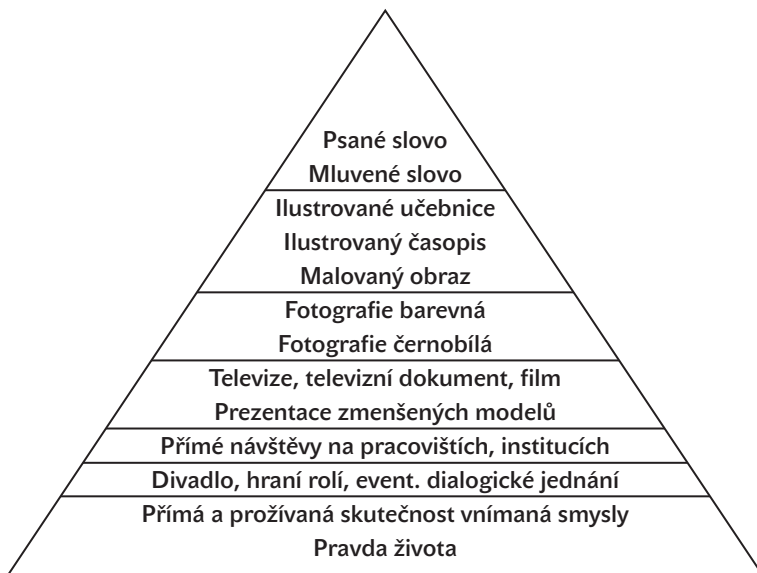 Psané slovo
Mluvené slovo
Ilustrované učebnice
Ilustrovaný časopis
Malovaný obraz
Fotografie barevná
Fotografie černobílá
Televize, televizní dokument, film
Prezentace zmenšených modelů
Přímé návštěvy na pracovištích, institucích
Divadlo, hraní rolí, event. dialogické jednání
Přímá a prožívaná skutečnost vnímaná smysly
Pravda života